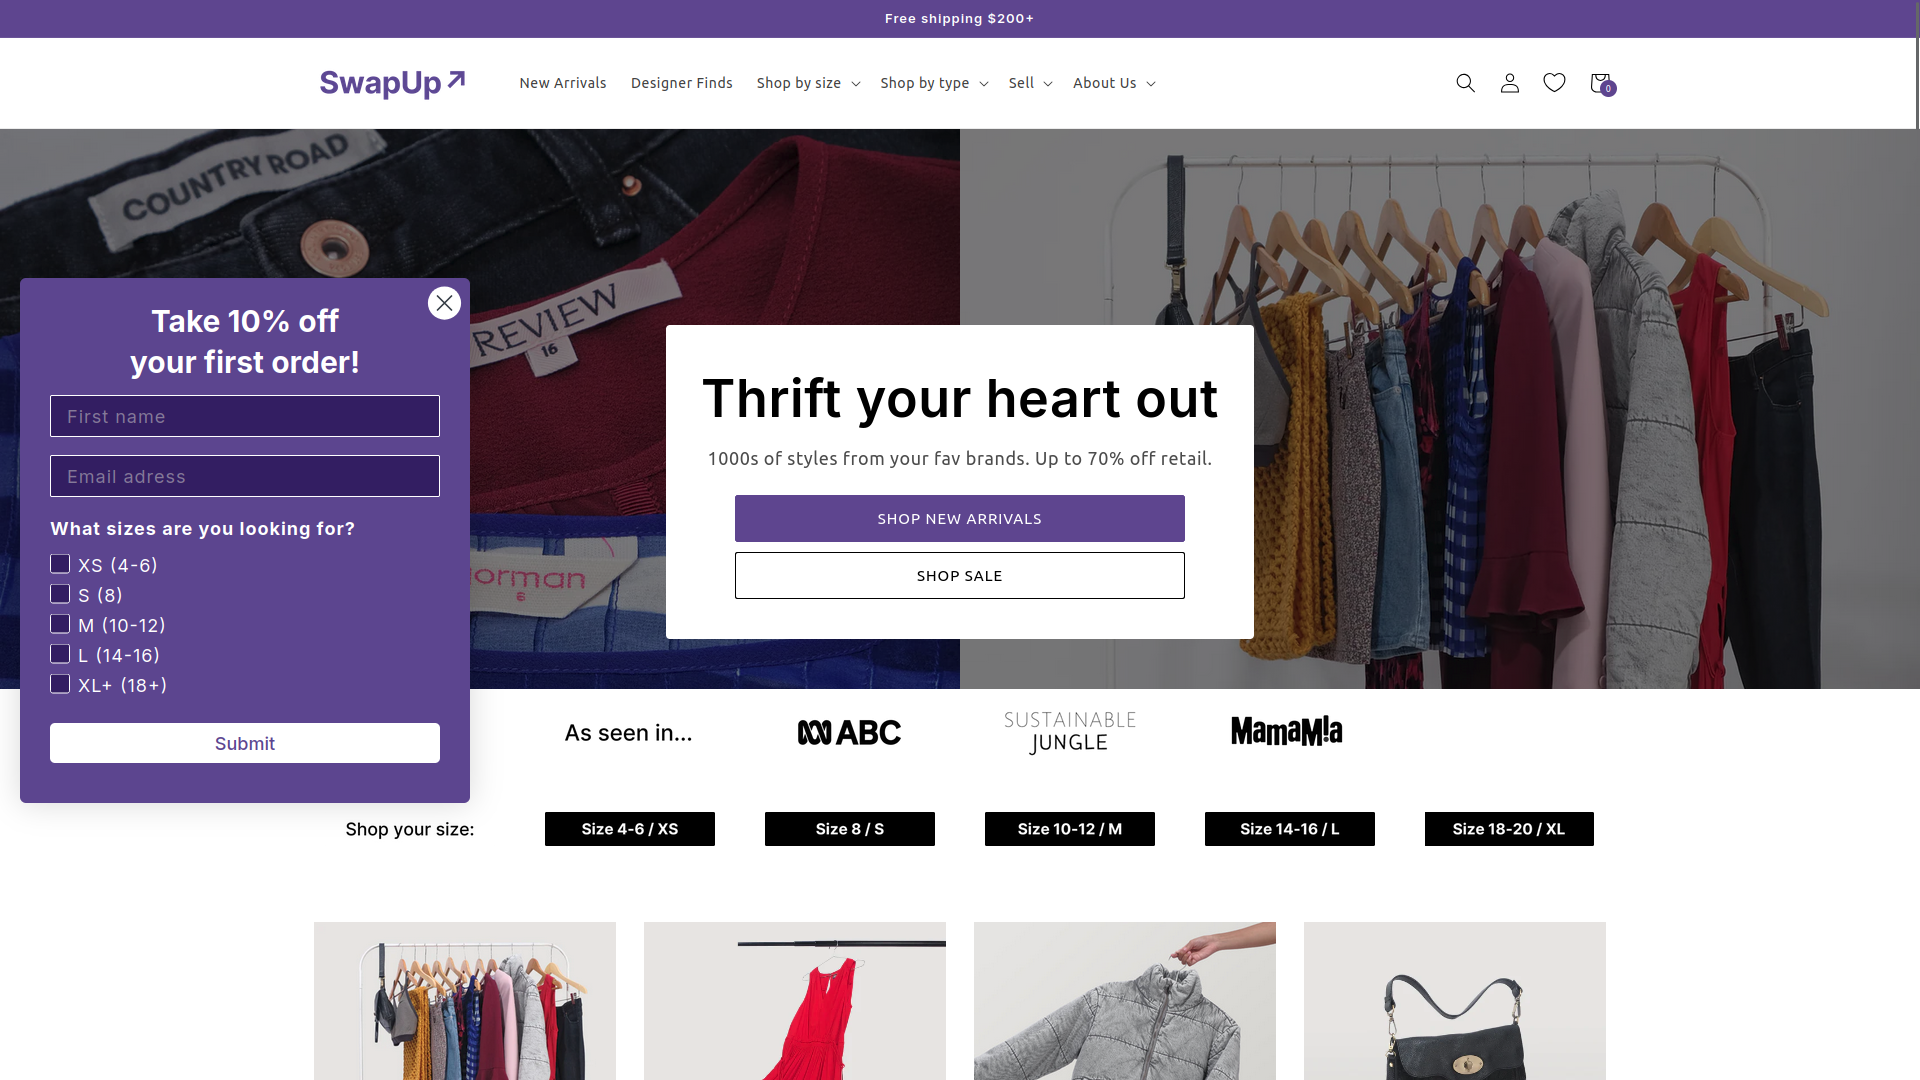 Free shipping $200+
SwapUp
New Arrivals
Designer Finds
Shop by size
Shop by type
Sell
About Us
0
COUNTRY ROAD
REVIEW
16
orman
8
Take 10% off
your first order!
First name
Email adress
What sizes are you looking for?
XS (4-6)
S (8)
M (10-12)
L (14-16)
XL+ (18+)
Submit
Thrift your heart out
1000s of styles from your fav brands. Up to 70% off retail.
SHOP NEW ARRIVALS
SHOP SALE
As seen in...
ABC
SUSTAINABLE
JUNGLE
MamaMia
Shop your size:
Size 4-6 / XS
Size 8 / S
Size 10-12 / M
Size 14-16 / L
Size 18-20 / XL